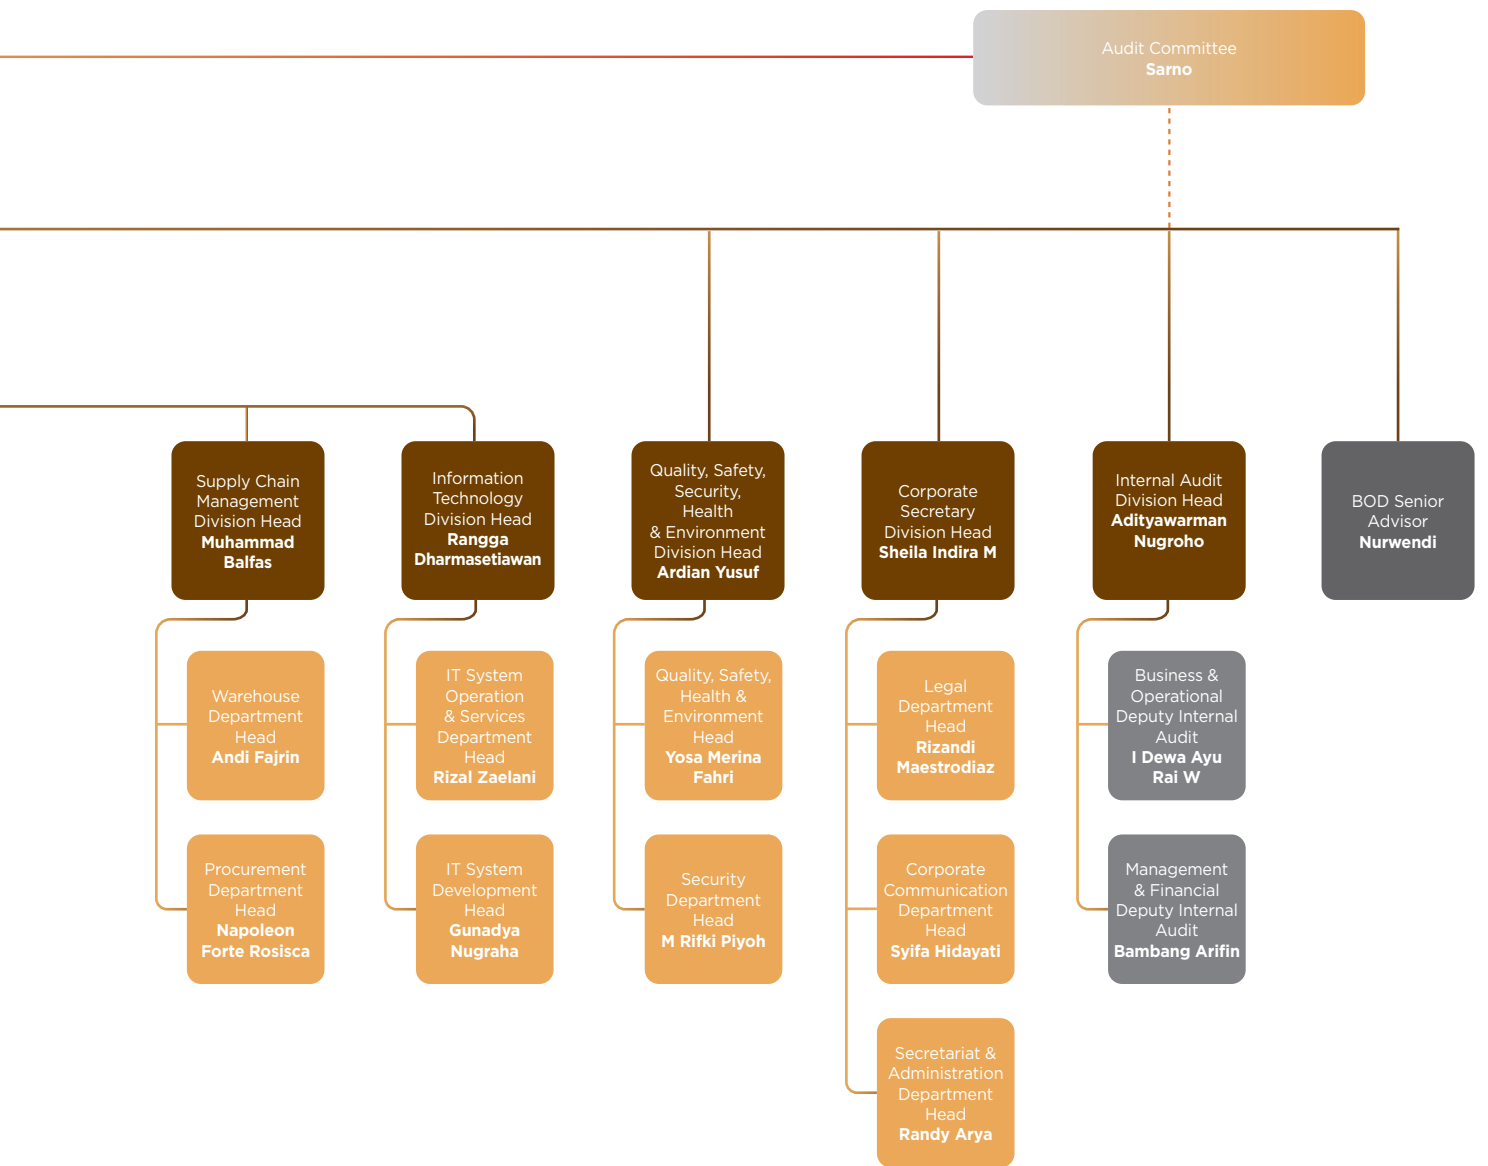 Audit Committee
Sarno
Supply Chain
Management
Division Head
Muhammad
Balfas
Information
Technology
Division Head
Rangga
Dharmasetiawan
Quality, Safety,
Security,
Health
& Environment
Division Head
Ardian Yusuf
Corporate
Secretary
Division Head
Sheila Indira M
Internal Audit
Division Head
Adityawarman
Nugroho
BOD Senior
Advisor
Nurwendi
Warehouse
Department
Head
Andi Fajrin
IT System
Operation
& Services
Department
Head
Rizal Zaelani
Quality, Safety,
Health &
Environment
Head
Yosa Merina
Fahri
Legal
Department
Head
Rizandi
Maestrodiaz
Business &
Operational
Deputy Internal
Audit
I Dewa Ayu
Rai W
Procurement
Department
Head
Napoleon
Forte Rosisca
IT System
Development
Head
Gunadya
Nugraha
Security
Department
Head
M Rifki Piyoh
Corporate
Communication
Department
Head
Syifa Hidayati
Management
& Financial
Deputy Internal
Audit
Bambang Arifin
Secretariat &
Administration
Department
Head
Randy Arya